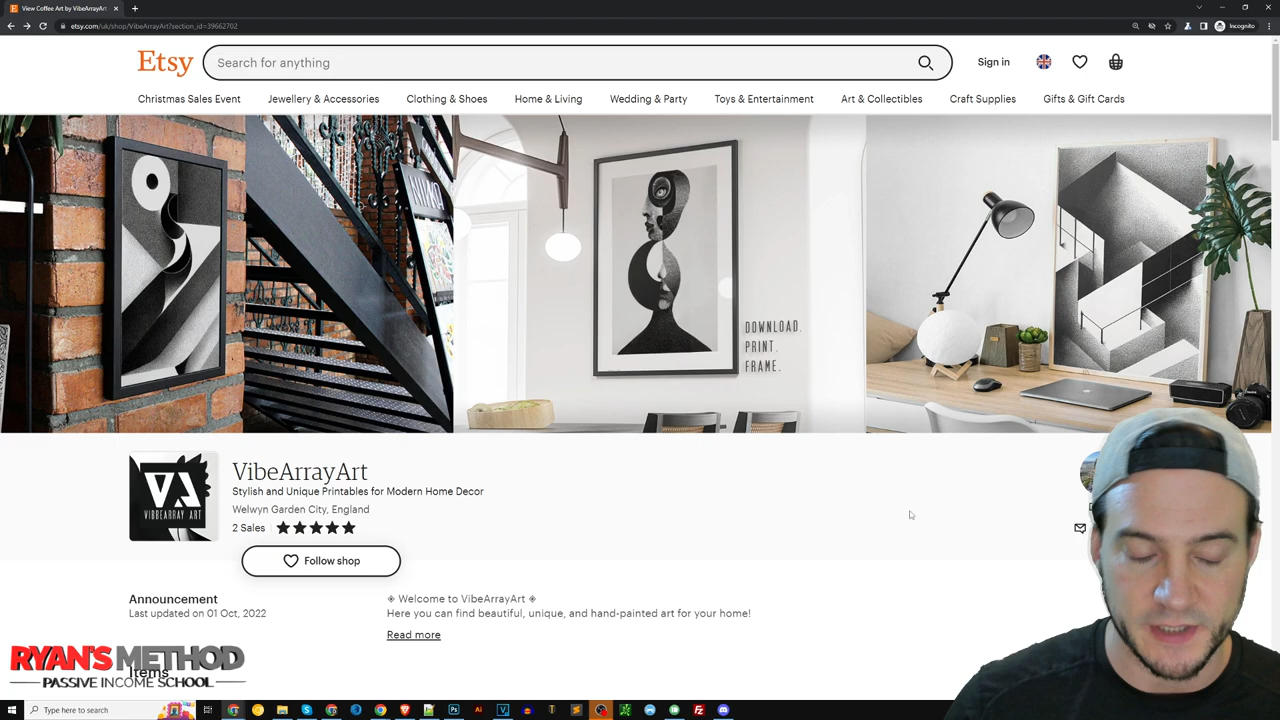 View Coffee Art by VibeArrayArt
etsy.com/uk/shop/VibeArrayArt?section_id=39662702
Incognito
Etsy
Search for anything
Sign in
Christmas Sales Event
Jewellery & Accessories
Clothing & Shoes
Home & Living
Wedding & Party
Toys & Entertainment
Art & Collectibles
Craft Supplies
Gifts & Gift Cards
DOWNLOAD.
PRINT.
FRAME.
VA
VIBBEARRAY ART
VibeArrayArt
Stylish and Unique Printables for Modern Home Decor
Welwyn Garden City, England
2 Sales
Follow shop
Announcement
Last updated on 01 Oct, 2022
◈ Welcome to VibeArrayArt ◈
Here you can find beautiful, unique, and hand-painted art for your home!
Read more
RYAN'S METHOD
PASSIVE INCOME SCHOOL
Items
Type here to search